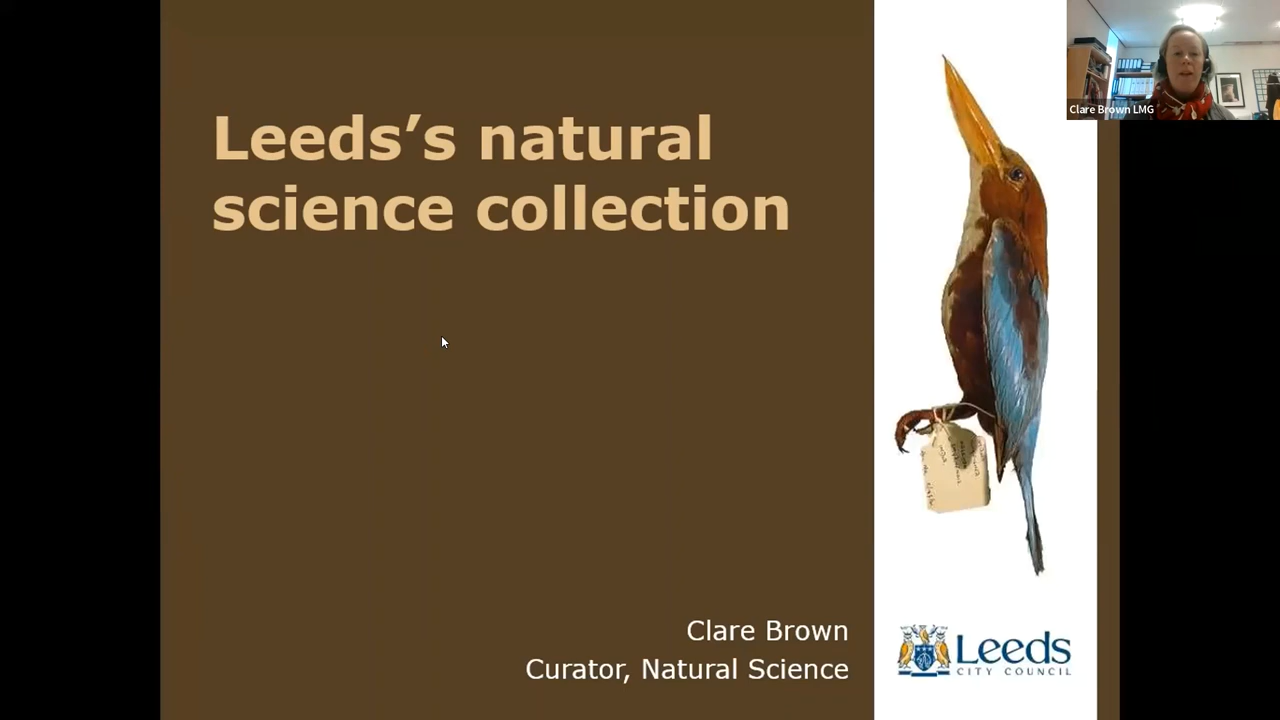 Leeds's natural
science collection
Clare Brown LMG
Clare Brown
Curator, Natural Science
Leeds
CITY COUNCIL